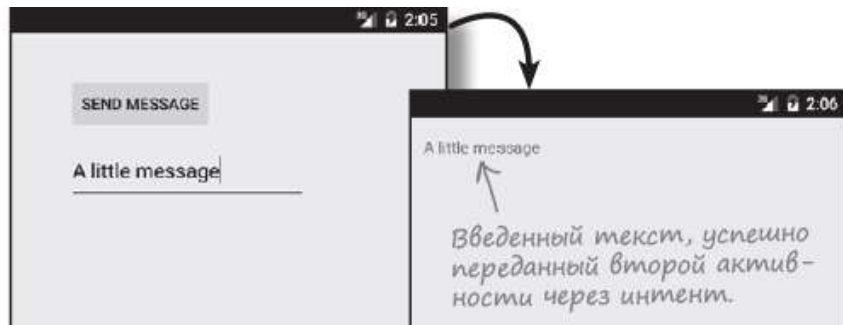 2:05
SEND MESSAGE
A little message
2:06
A little message
Введенный текст, успешно
переданный второй актив-
ности через интент.